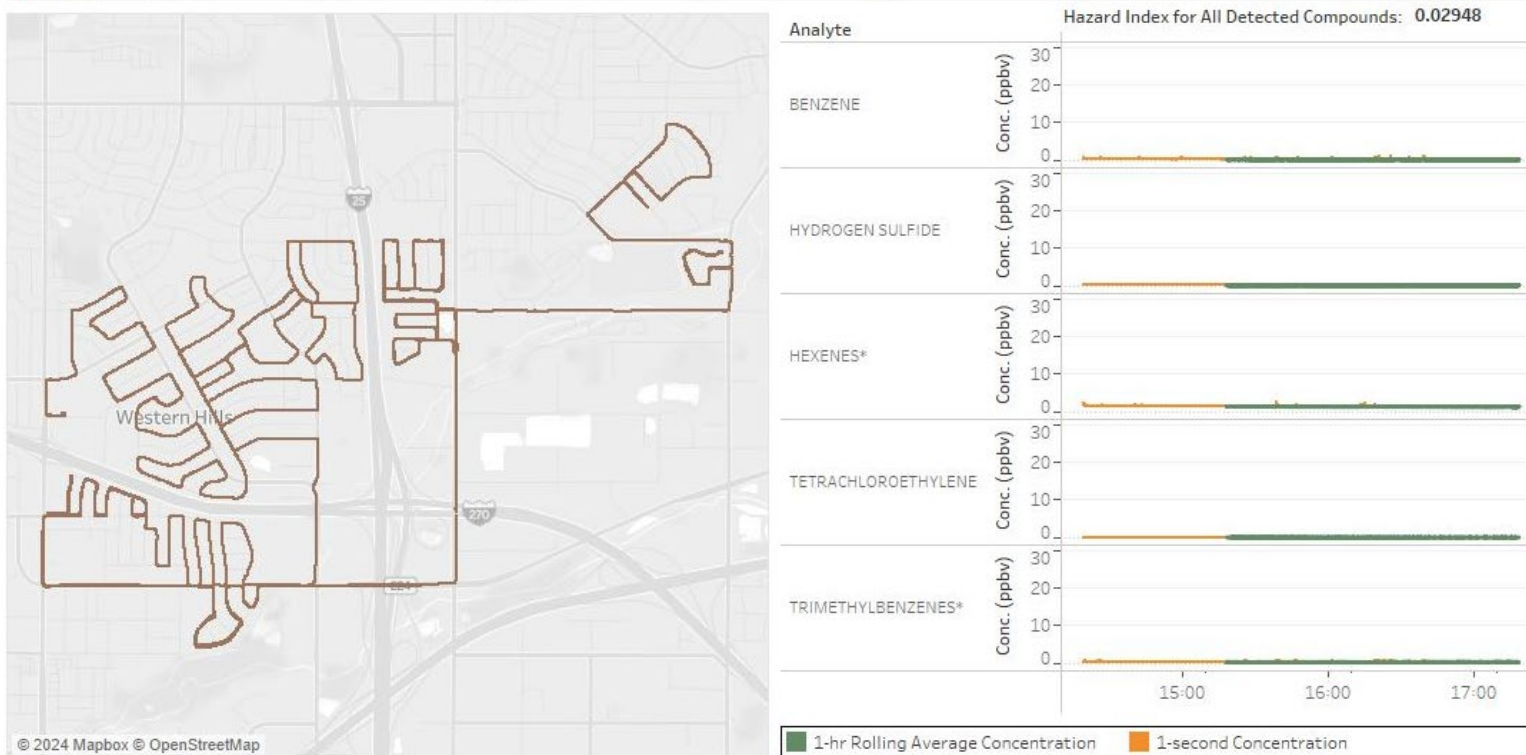 25
Western Hills
270
224
© 2024 Mapbox © OpenStreetMap
Analyte
Hazard Index for All Detected Compounds: 0.02948
BENZENE
Conc. (ppbv)
30
20
10
0
HYDROGEN SULFIDE
Conc. (ppbv)
30
20
10
0
HEXENES*
Conc. (ppbv)
30
20
10
0
TETRACHLOROETHYLENE
Conc. (ppbv)
30
20
10
0
TRIMETHYLBENZENES*
Conc. (ppbv)
30
20
10
0
15:00 16:00 17:00
1-hr Rolling Average Concentration 1-second Concentration